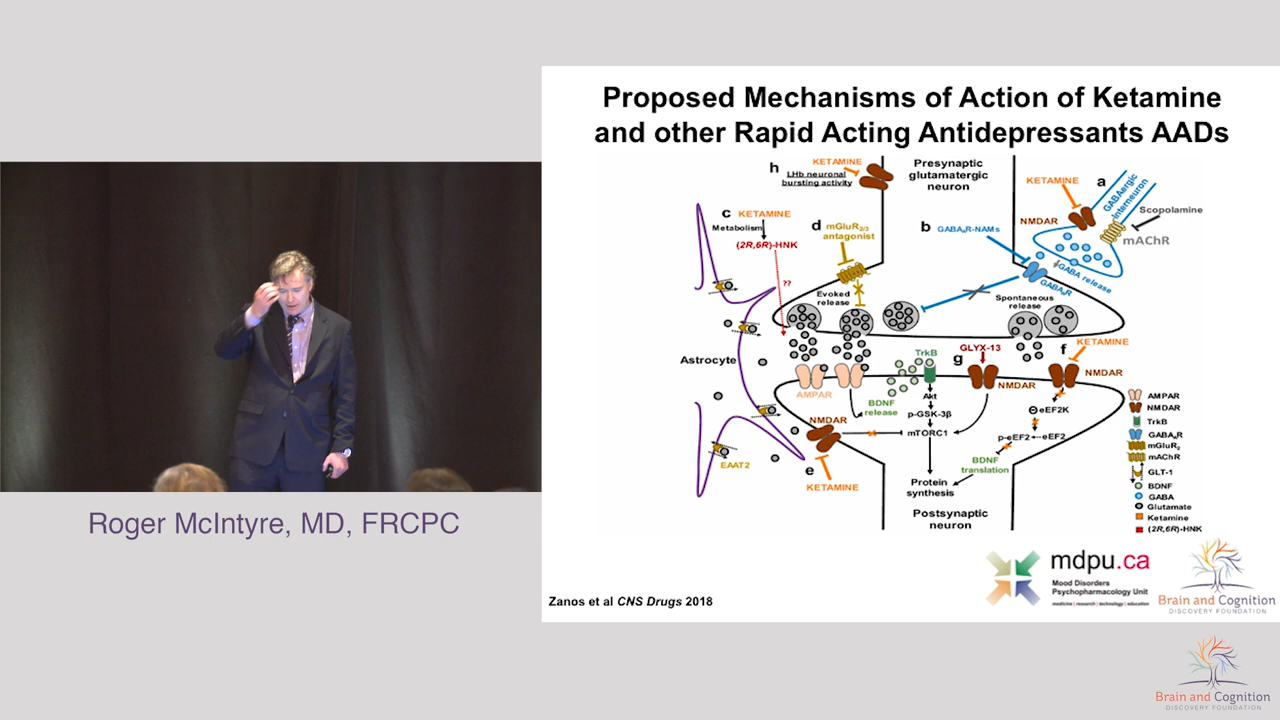 Proposed Mechanisms of Action of Ketamine
and other Rapid Acting Antidepressants AADs
h
KETAMINE
LHb neuronal
bursting activity
Presynaptic
glutamatergic
neuron
KETAMINE
a
GABAergic
Interneuron
NMDAR
Scopolamine
mAChR
c KETAMINE
Metabolism
(2R,6R)-HNK
??
d mGluR2/3
antagonist
b GABAAR-NAMs
GABA release
GABAAR
Evoked
release
Spontaneous
release
Astrocyte
AMPAR
TrkB
BDNF
release
g GLYX-13
NMDAR
f KETAMINE
NMDAR
Akt
p-GSK-3β
mTORC1
eEF2K
p-eEF2
eEF2
BDNF
translation
NMDAR
e
KETAMINE
EAAT2
Protein
synthesis
Postsynaptic
neuron
AMPAR
NMDAR
TrkB
GABAAR
mGluR2
mAChR
GLT-1
BDNF
GABA
Glutamate
Ketamine
(2R,6R)-HNK
Zanos et al CNS Drugs 2018
mdpu.ca
Mood Disorders
Psychopharmacology Unit
medicine | research | technology | education
Brain and Cognition
DISCOVERY FOUNDATION
Roger McIntyre, MD, FRCPC
Brain and Cognition
DISCOVERY FOUNDATION